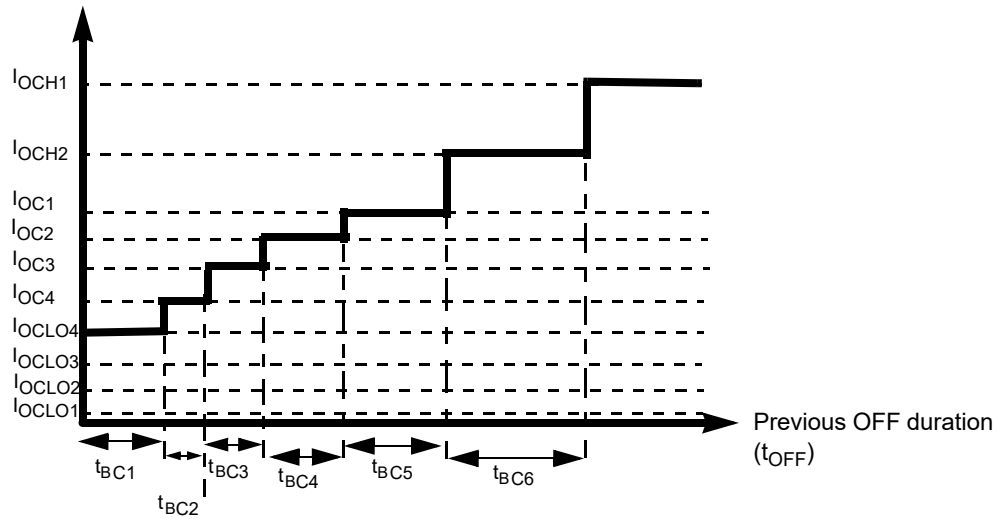 IOCH1
IOCH2
IOC1
IOC2
IOC3
IOC4
IOCLO4
IOCLO3
IOCLO2
IOCLO1
Previous OFF duration
(tOFF)
tBC1
tBC2
tBC3
tBC4
tBC5
tBC6